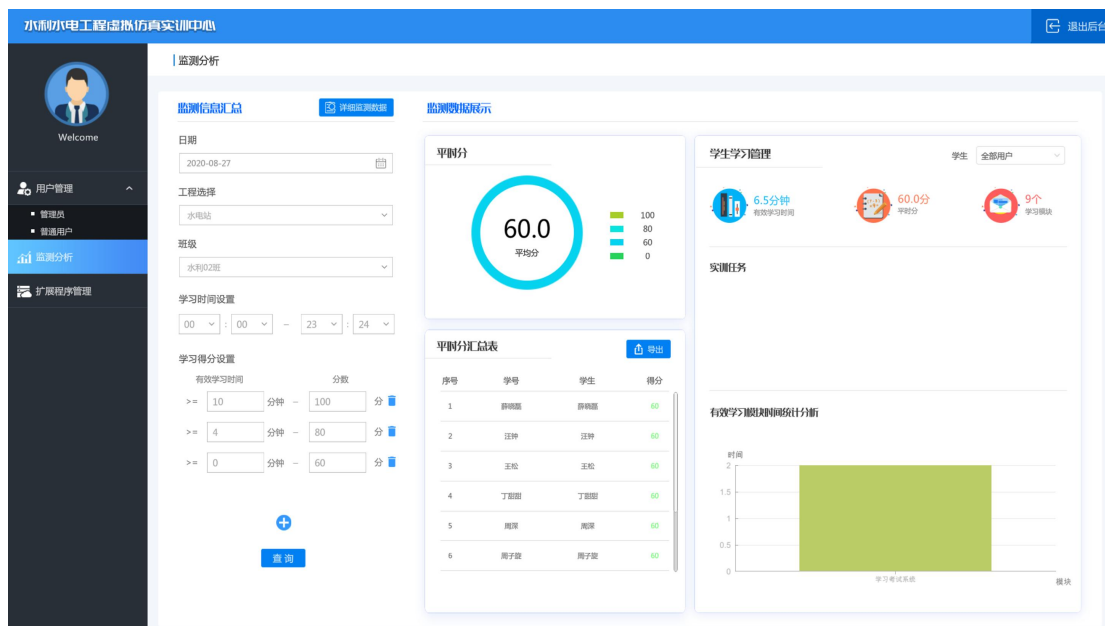 水利水电工程虚拟仿真实训中心
退出后台
监测分析
Welcome
用户管理
管理员
普通用户
监测分析
扩展程序管理
监测信息汇总
详细监测数据
日期
2020-08-27
工程选择
水电站
班级
水利02班
学习时间设置
00 : 00 – 23 : 24
学习得分设置
有效学习时间 分数
>= 10 分钟 – 100 分
>= 4 分钟 – 80 分
>= 0 分钟 – 60 分
查询
监测数据展示
平时分
60.0
平均分
100
80
60
0
平时分汇总表
导出
序号 学号 学生 得分
1 薛晓磊 薛晓磊 60
2 汪钟 汪钟 60
3 王松 王松 60
4 丁甜甜 丁甜甜 60
5 周深 周深 60
6 周子旋 周子旋 60
学生学习管理
学生 全部用户
6.5分钟
有效学习时间
60.0分
平时分
9个
学习模块
实训任务
有效学习模块时间统计分析
时间
2
1.5
1
0.5
0
学习考试系统
模块